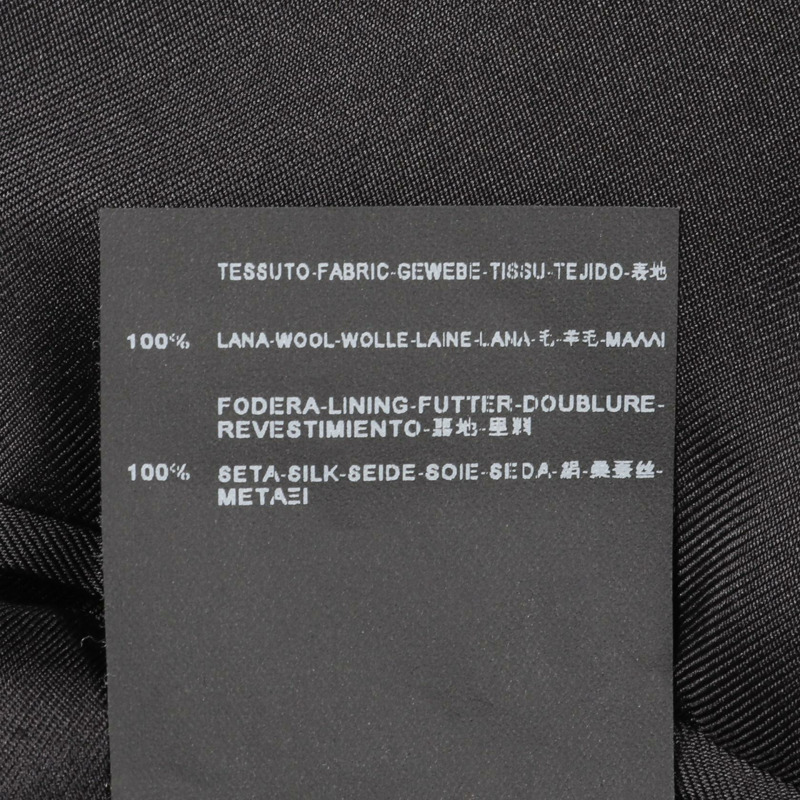 TESSUTO-FABRIC-GEWEBE-TISSU-TEJIDO-表地
100% LANA-WOOL-WOLLE-LAINE-LANA-毛-羊毛-ΜΑΛΛΙ
FODERA-LINING-FUTTER-DOUBLURE-
REVESTIMIENTO-裏地-里料
100% SETA-SILK-SEIDE-SOIE-SEDA-絹-桑蚕丝-
ΜΕΤΑΞΙ